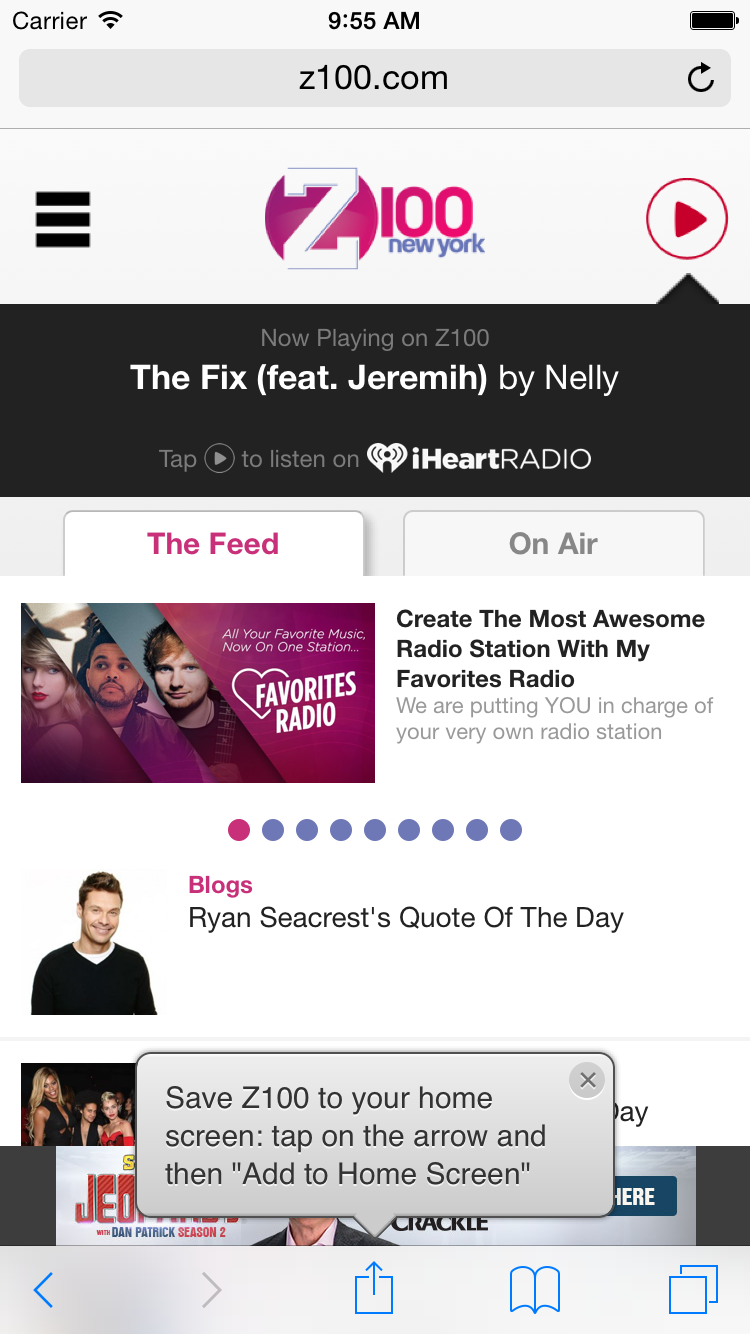 Carrier 9:55 AM
z100.com
Z100
new york
Now Playing on Z100
The Fix (feat. Jeremih) by Nelly
Tap to listen on iHeartRADIO
The Feed On Air
All Your Favorite Music,
Now On One Station...
FAVORITES
RADIO
Create The Most Awesome
Radio Station With My
Favorites Radio
We are putting YOU in charge of
your very own radio station
Blogs
Ryan Seacrest's Quote Of The Day
Save Z100 to your home
screen: tap on the arrow and
then "Add to Home Screen"
Day
HERE
WITH DAN PATRICK SEASON 2
CRACKLE